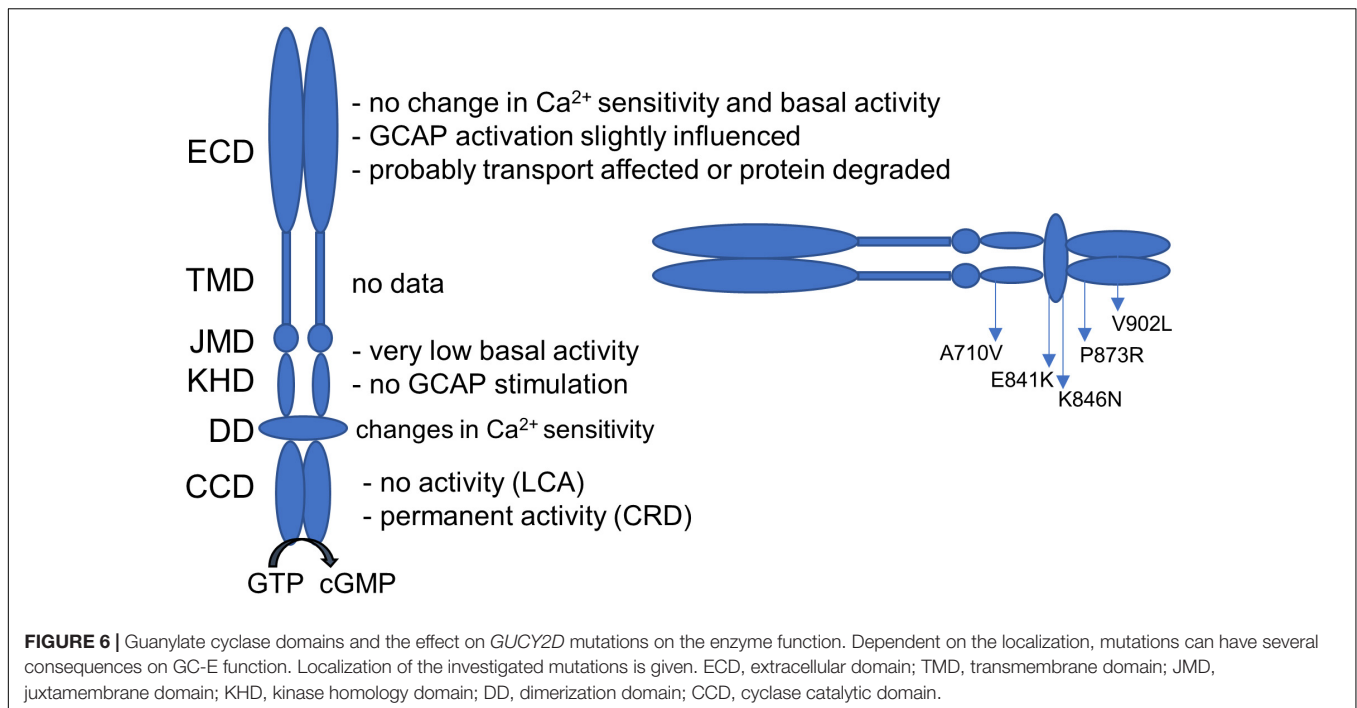 ECD
- no change in Ca²⁺ sensitivity and basal activity
- GCAP activation slightly influenced
- probably transport affected or protein degraded
TMD
no data
JMD
KHD
- very low basal activity
- no GCAP stimulation
DD
changes in Ca²⁺ sensitivity
CCD
- no activity (LCA)
- permanent activity (CRD)
GTP cGMP
A710V
E841K
K846N
P873R
V902L
FIGURE 6 | Guanylate cyclase domains and the effect on GUCY2D mutations on the enzyme function. Dependent on the localization, mutations can have several
consequences on GC-E function. Localization of the investigated mutations is given. ECD, extracellular domain; TMD, transmembrane domain; JMD,
juxtamembrane domain; KHD, kinase homology domain; DD, dimerization domain; CCD, cyclase catalytic domain.